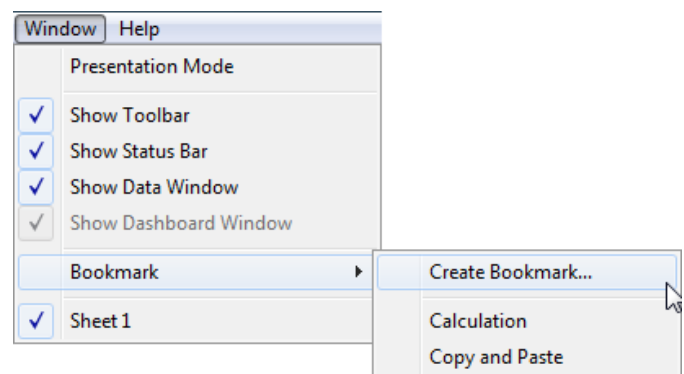 Window Help
Presentation Mode
Show Toolbar
Show Status Bar
Show Data Window
Show Dashboard Window
Bookmark
Create Bookmark...
Sheet 1
Calculation
Copy and Paste